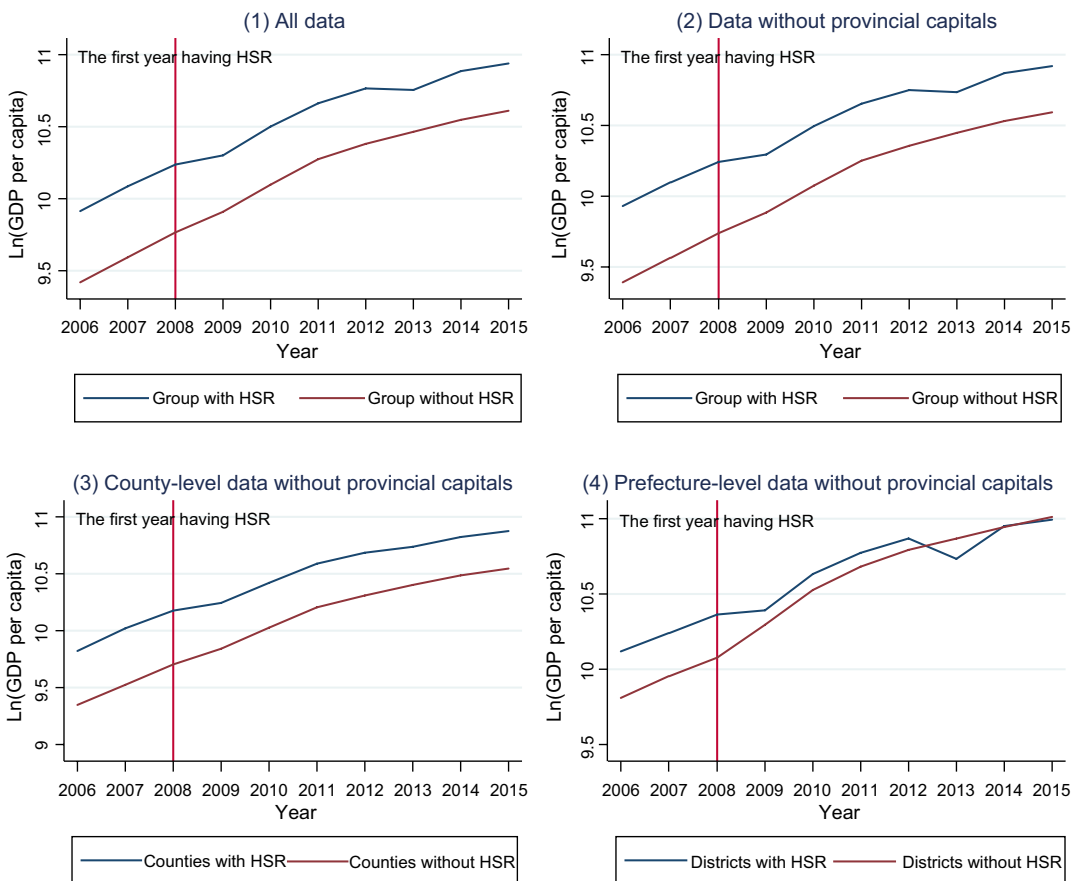 (1) All data
The first year having HSR
Ln(GDP per capita)
11
10.5
10
9.5
2006 2007 2008 2009 2010 2011 2012 2013 2014 2015
Year
Group with HSR Group without HSR
(2) Data without provincial capitals
The first year having HSR
Ln(GDP per capita)
11
10.5
10
9.5
2006 2007 2008 2009 2010 2011 2012 2013 2014 2015
Year
Group with HSR Group without HSR
(3) County-level data without provincial capitals
The first year having HSR
Ln(GDP per capita)
11
10.5
10
9.5
9
2006 2007 2008 2009 2010 2011 2012 2013 2014 2015
Year
Counties with HSR Counties without HSR
(4) Prefecture-level data without provincial capitals
The first year having HSR
Ln(GDP per capita)
11
10.5
10
9.5
2006 2007 2008 2009 2010 2011 2012 2013 2014 2015
Year
Districts with HSR Districts without HSR